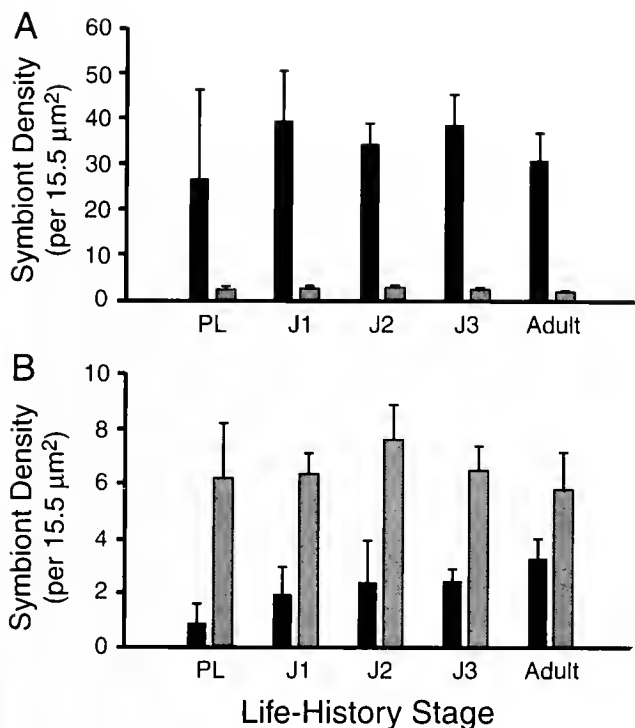 A
Symbiont Density
(per 15.5 µm²)
60
50
40
30
20
10
0
PL J1 J2 J3 Adult
B
Symbiont Density
(per 15.5 µm²)
10
8
6
4
2
0
PL J1 J2 J3 Adult
Life-History Stage